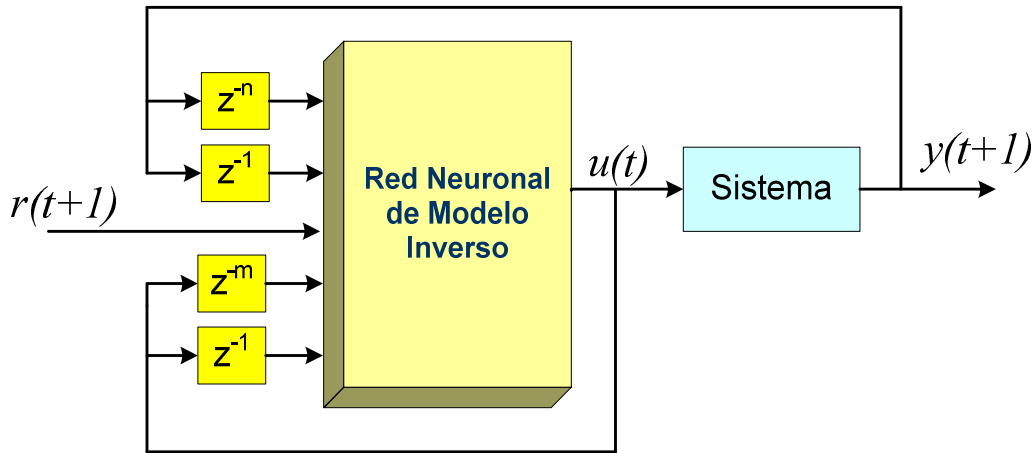 z⁻ⁿ
z⁻¹
r(t+1)
z⁻ᵐ
z⁻¹
Red Neuronal
de Modelo
Inverso
u(t)
Sistema
y(t+1)